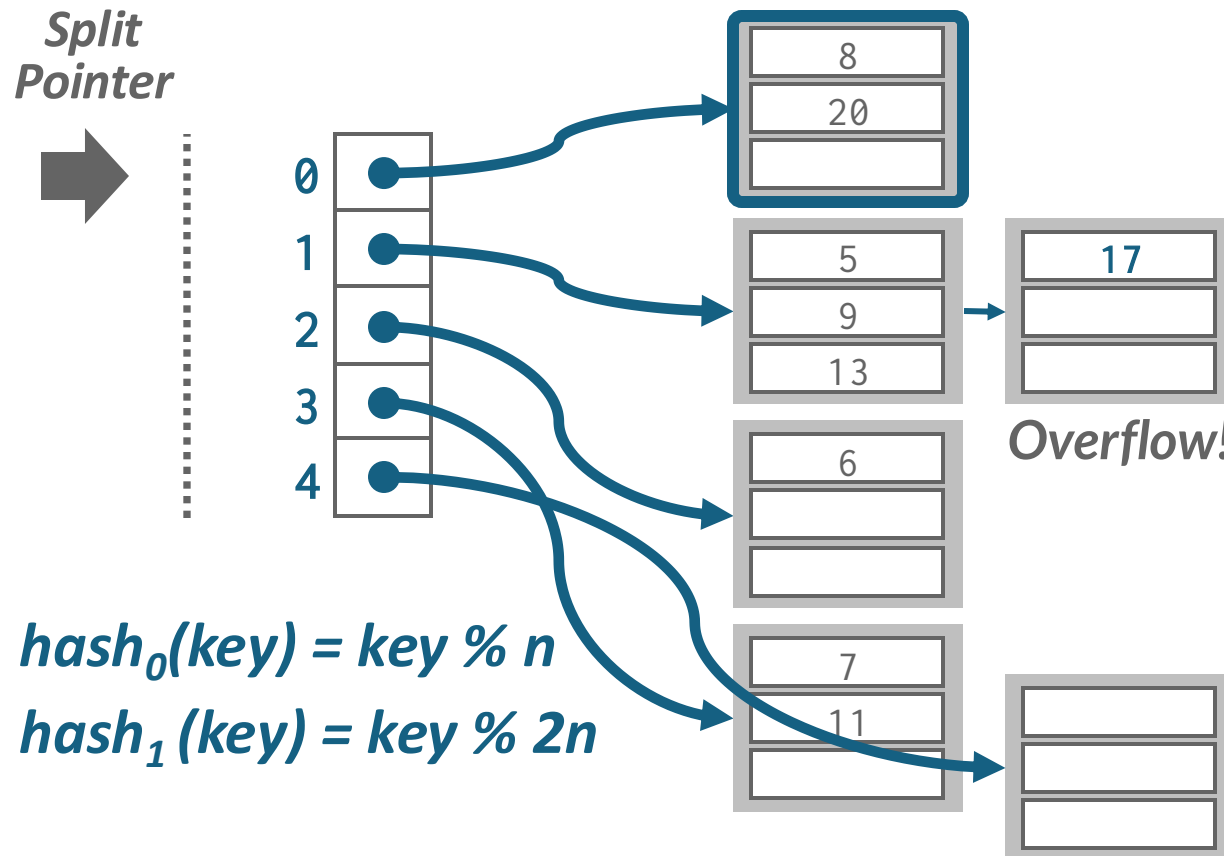 Split
Pointer
0
1
2
3
4
8
20
5
9
13
17
Overflow!
6
7
11
hash0(key) = key % n
hash1 (key) = key % 2n